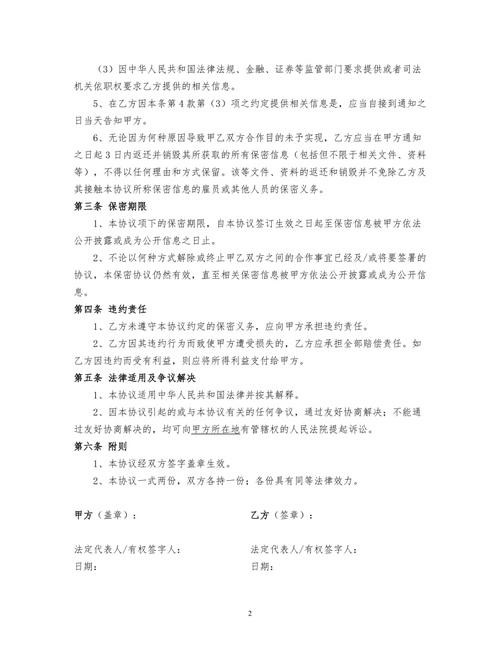 （3）因中华人民共和国法律法规、金融、证券等监管部门要求提供或者司法
机关依职权要求乙方提供的相关信息。
5、在乙方因本条第 4 款第（3）项之约定提供相关信息是，应当自接到通知之
日当天告知甲方。
6、无论因为何种原因导致甲乙双方合作目的未予实现，乙方应当在甲方通知
之日起 3 日内返还并销毁其所获取的所有保密信息（包括但不限于相关文件、资料
等），不得以任何理由和方式保留。该等文件、资料的返还和销毁并不免除乙方及
其接触本协议所称保密信息的雇员或其他人员的保密义务。
第三条 保密期限
1、本协议项下的保密期限，自本协议签订生效之日起至保密信息被甲方依法
公开披露或成为公开信息之日止。
2、不论以何种方式解除或终止甲乙双方之间的合作事宜已经及/或将要签署的
协议，本保密协议仍然有效，直至相关保密信息被甲方依法公开披露或成为公开信
息。
第四条 违约责任
1、乙方未遵守本协议约定的保密义务，应向甲方承担违约责任。
2、乙方因其违约行为而致使甲方遭受损失的，乙方应承担全部赔偿责任。如
乙方因违约而受有利益，则应将所得利益支付给甲方。
第五条 法律适用及争议解决
1、本协议适用中华人民共和国法律并按其解释。
2、因本协议引起的或与本协议有关的任何争议，通过友好协商解决；不能通
过友好协商解决的，均可向甲方所在地有管辖权的人民法院提起诉讼。
第六条 附则
1、本协议经双方签字盖章生效。
2、本协议一式两份，双方各持一份；各份具有同等法律效力。
甲方（盖章）： 乙方（签章）：
法定代表人/有权签字人： 法定代表人/有权签字人：
日期： 日期：
2